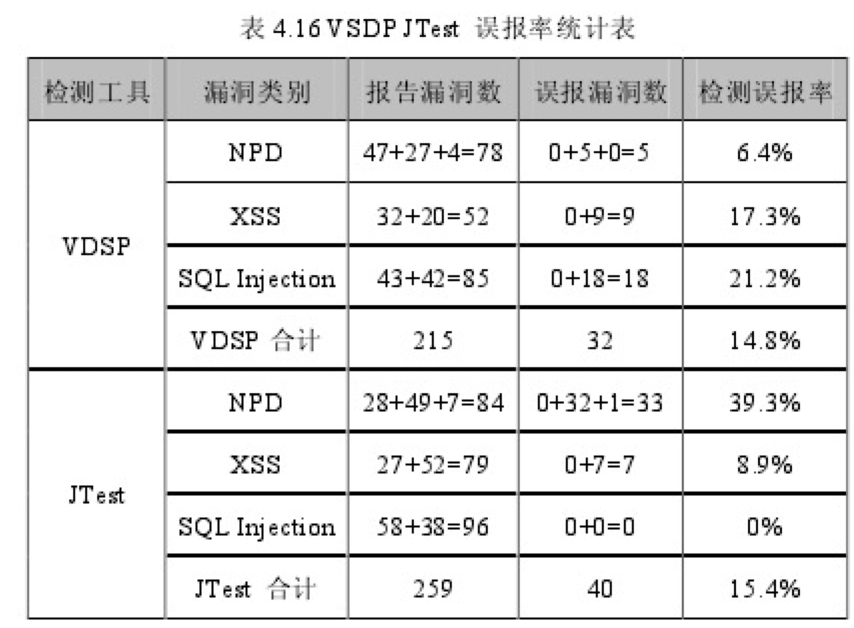 表 4.16 VSDP JTest 误报率统计表
检测工具 漏洞类别 报告漏洞数 误报漏洞数 检测误报率
VDSP
NPD 47+27+4=78 0+5+0=5 6.4%
XSS 32+20=52 0+9=9 17.3%
SQL Injection 43+42=85 0+18=18 21.2%
VDSP 合计 215 32 14.8%
JTest
NPD 28+49+7=84 0+32+1=33 39.3%
XSS 27+52=79 0+7=7 8.9%
SQL Injection 58+38=96 0+0=0 0%
JTest 合计 259 40 15.4%